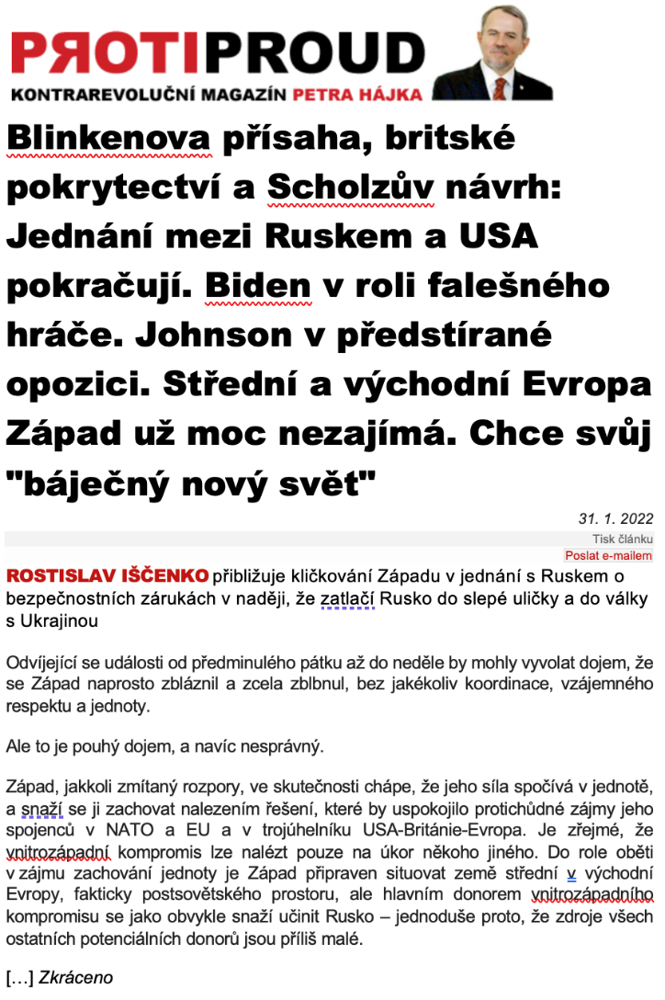 PROTIPROUD
KONTRAREVOLUČNÍ MAGAZÍN PETRA HÁJKA
Blinkenova přísaha, britské
pokrytectví a Scholzův návrh:
Jednání mezi Ruskem a USA
pokračují. Biden v roli falešného
hráče. Johnson v předstírané
opozici. Střední a východní Evropa
Západ už moc nezajímá. Chce svůj
"báječný nový svět"
31. 1. 2022
Tisk článku
Poslat e-mailem
ROSTISLAV IŠČENKO přibližuje kličkování Západu v jednání s Ruskem o
bezpečnostních zárukách v naději, že zatlačí Rusko do slepé uličky a do války
s Ukrajinou
Odvíjející se události od předminulého pátku až do neděle by mohly vyvolat dojem, že
se Západ naprosto zbláznil a zcela zblbnul, bez jakékoliv koordinace, vzájemného
respektu a jednoty.
Ale to je pouhý dojem, a navíc nesprávný.
Západ, jakkoli zmítaný rozpory, ve skutečnosti chápe, že jeho síla spočívá v jednotě,
a snaží se ji zachovat nalezením řešení, které by uspokojilo protichůdné zájmy jeho
spojenců v NATO a EU a v trojúhelníku USA-Británie-Evropa. Je zřejmé, že
vnitrozápadní kompromis lze nalézt pouze na úkor někoho jiného. Do role oběti
v zájmu zachování jednoty je Západ připraven situovat země střední v východní
Evropy, fakticky postsovětského prostoru, ale hlavním donorem vnitrozápadního
kompromisu se jako obvykle snaží učinit Rusko – jednoduše proto, že zdroje všech
ostatních potenciálních donorů jsou příliš malé.
[…] Zkráceno